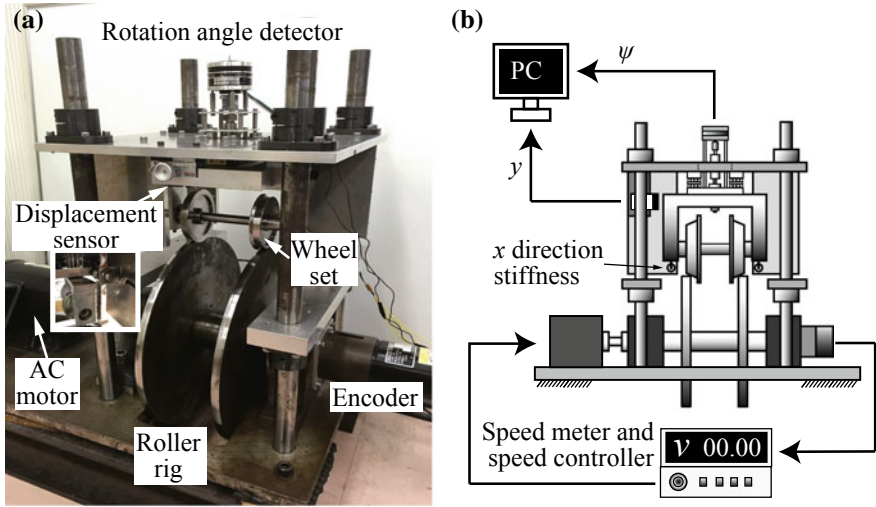 (a)
Rotation angle detector
Displacement
sensor
Wheel
set
AC
motor
Encoder
Roller
rig
(b)
PC
ψ
y
x direction
stiffness
Speed meter and
speed controller
v 00.00